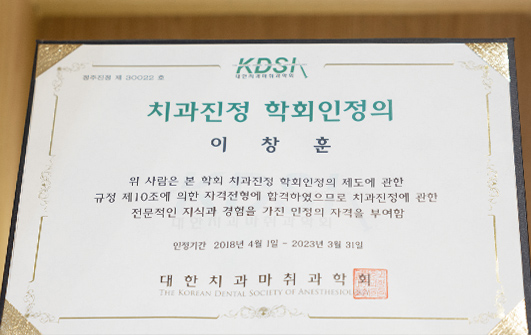 KDSA
대한치과마취과학회
제 30022 호
치과진정 학회인정의
이 창 훈
위 사람은 본 학회 치과진정 학회인정의 제도에 관한
규정 제10조에 의한 자격전형에 합격하였으므로 치과진정에 관한
전문적인 지식과 경험을 가진 인정의 자격을 부여함
인정기간 2018년 4월 1일 - 2023년 3월 31일
대한치과마취과학회
THE KOREAN DENTAL SOCIETY OF ANESTHESIOLOGY